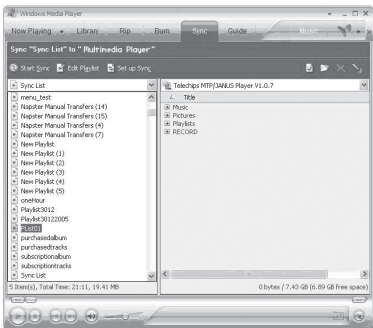 Windows Media Player
Now Playing Library Rip Burn Sync Guide Music
Sync "Sync List" to "Multimedia Player"
Start Sync Edit Playlist Set up Sync
Sync List
Telechips MTP/JANUS Player V1.0.7
Title
menu_test
Napster Manual Transfers (14)
Napster Manual Transfers (15)
Napster Manual Transfers (4)
Napster Manual Transfers (7)
New Playlist
New Playlist (1)
New Playlist (2)
New Playlist (3)
New Playlist (4)
New Playlist (5)
oneHour
Playlist3012
Playlist30122005
PList01
purchasedalbum
purchasedtracks
subscriptionalbum
subscriptiontracks
Sync List
Music
Pictures
Playlists
RECORD
5 Item(s), Total Time: 21:11, 19.41 MB
0 bytes / 7.43 GB (6.89 GB free space)